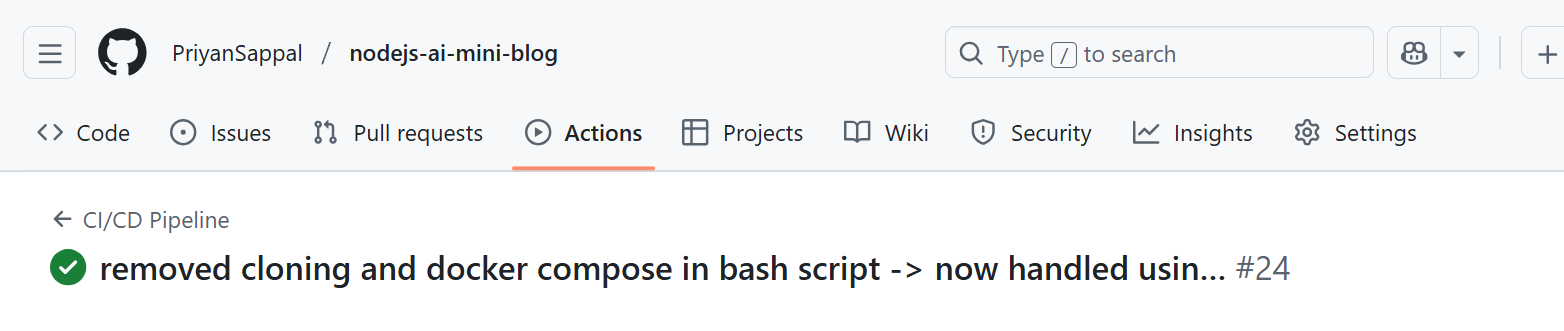 PriyanSappal / nodejs-ai-mini-blog Type / to search
Code Issues Pull requests Actions Projects Wiki Security Insights Settings
← CI/CD Pipeline
removed cloning and docker compose in bash script -> now handled usin... #24